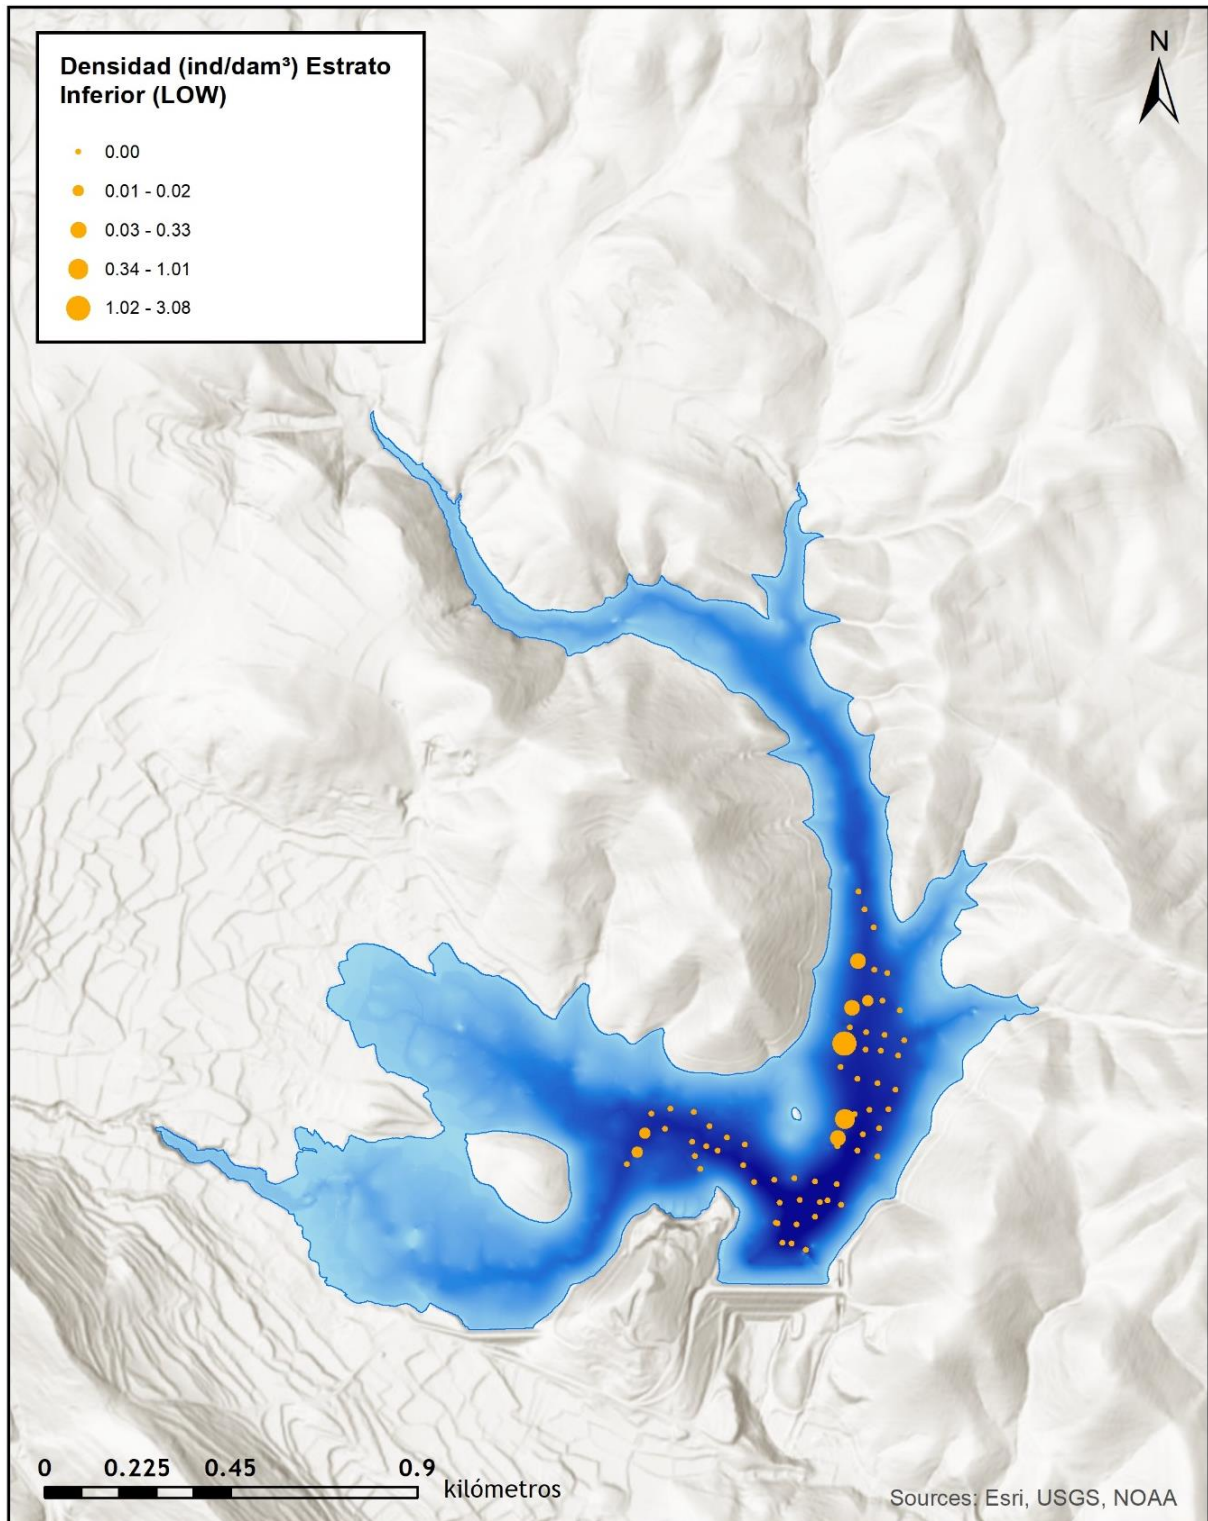 Densidad (ind/dam³) Estrato
Inferior (LOW)
0.00
0.01 - 0.02
0.03 - 0.33
0.34 - 1.01
1.02 - 3.08
N
0 0.225 0.45 0.9
kilómetros
Sources: Esri, USGS, NOAA